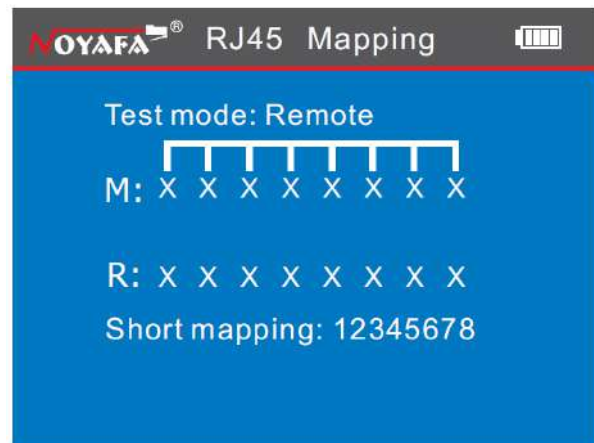 NOYAFA® RJ45 Mapping
Test mode: Remote
M: X X X X X X X X
R: X X X X X X X X
Short mapping: 12345678